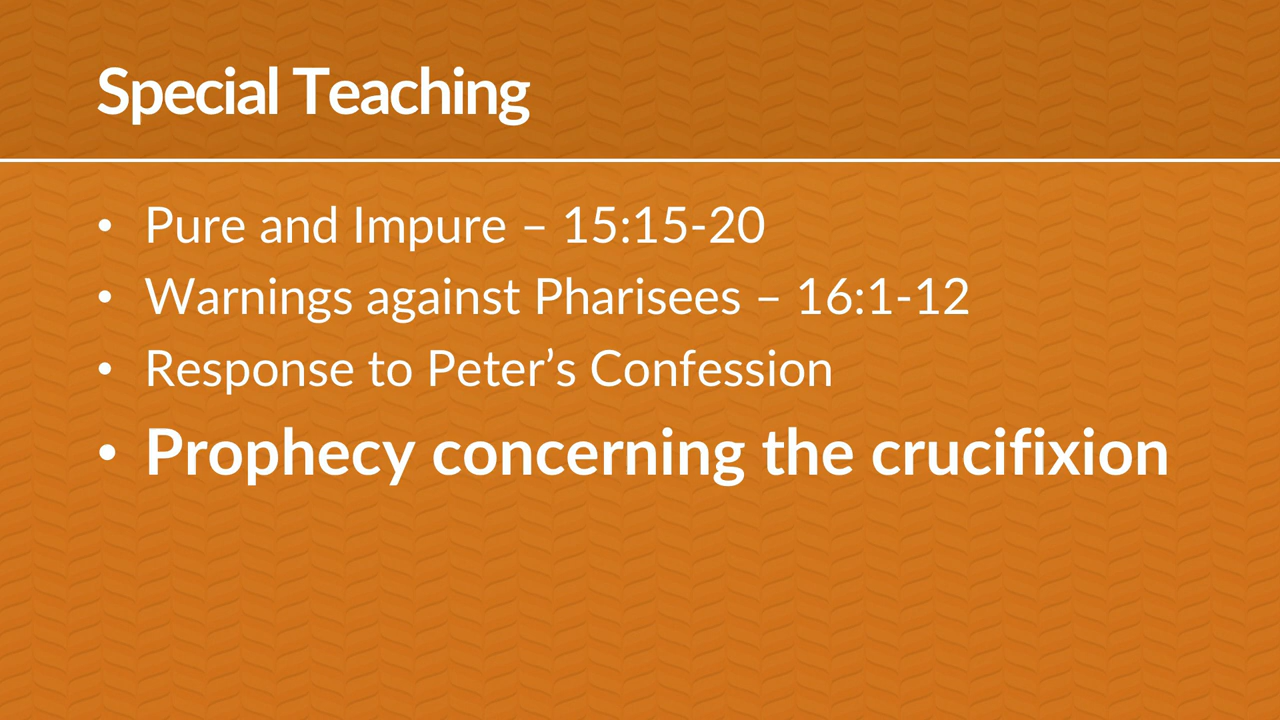 Special Teaching
• Pure and Impure – 15:15-20
• Warnings against Pharisees – 16:1-12
• Response to Peter’s Confession
• Prophecy concerning the crucifixion